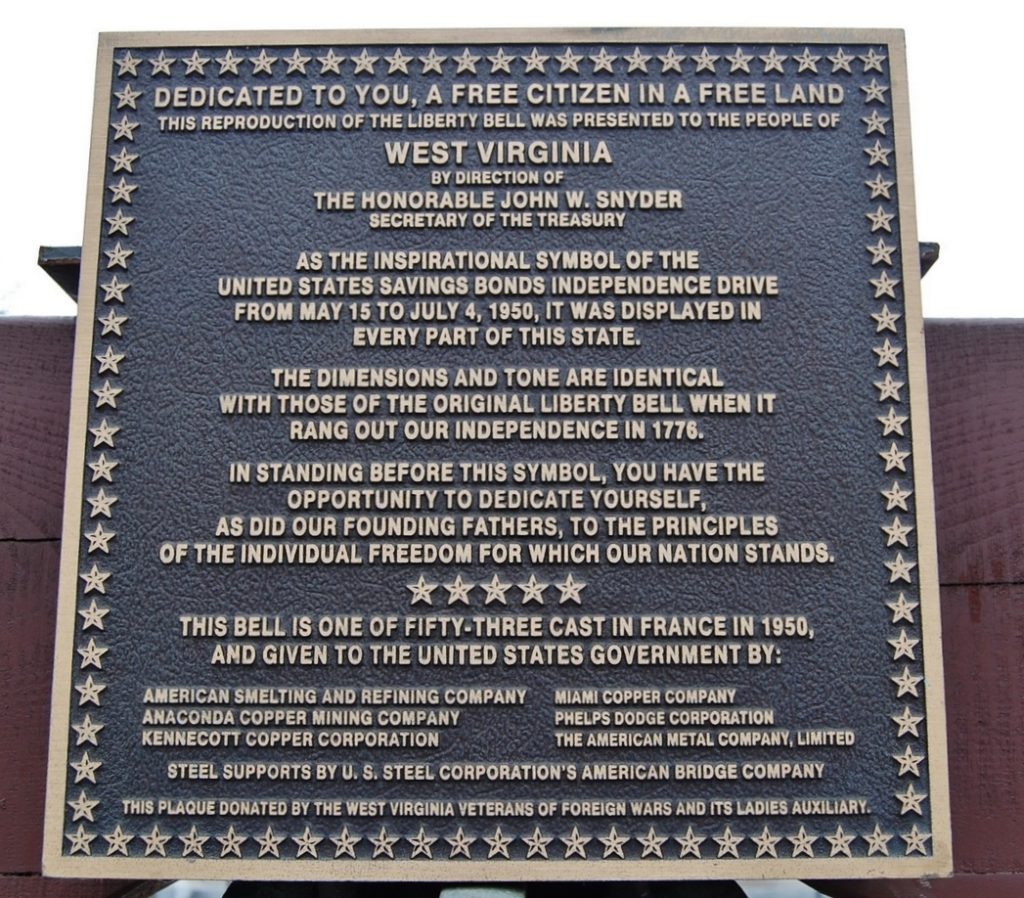 DEDICATED TO YOU, A FREE CITIZEN IN A FREE LAND
THIS REPRODUCTION OF THE LIBERTY BELL WAS PRESENTED TO THE PEOPLE OF
WEST VIRGINIA
BY DIRECTION OF
THE HONORABLE JOHN W. SNYDER
SECRETARY OF THE TREASURY
AS THE INSPIRATIONAL SYMBOL OF THE
UNITED STATES SAVINGS BONDS INDEPENDENCE DRIVE
FROM MAY 15 TO JULY 4, 1950, IT WAS DISPLAYED IN
EVERY PART OF THIS STATE.
THE DIMENSIONS AND TONE ARE IDENTICAL
WITH THOSE OF THE ORIGINAL LIBERTY BELL WHEN IT
RANG OUT OUR INDEPENDENCE IN 1776.
IN STANDING BEFORE THIS SYMBOL, YOU HAVE THE
OPPORTUNITY TO DEDICATE YOURSELF,
AS DID OUR FOUNDING FATHERS, TO THE PRINCIPLES
OF THE INDIVIDUAL FREEDOM FOR WHICH OUR NATION STANDS.
THIS BELL IS ONE OF FIFTY-THREE CAST IN FRANCE IN 1950,
AND GIVEN TO THE UNITED STATES GOVERNMENT BY:
AMERICAN SMELTING AND REFINING COMPANY
ANACONDA COPPER MINING COMPANY
KENNECOTT COPPER CORPORATION
MIAMI COPPER COMPANY
PHELPS DODGE CORPORATION
THE AMERICAN METAL COMPANY, LIMITED
STEEL SUPPORTS BY U. S. STEEL CORPORATION'S AMERICAN BRIDGE COMPANY
THIS PLAQUE DONATED BY THE WEST VIRGINIA VETERANS OF FOREIGN WARS AND ITS LADIES AUXILIARY.